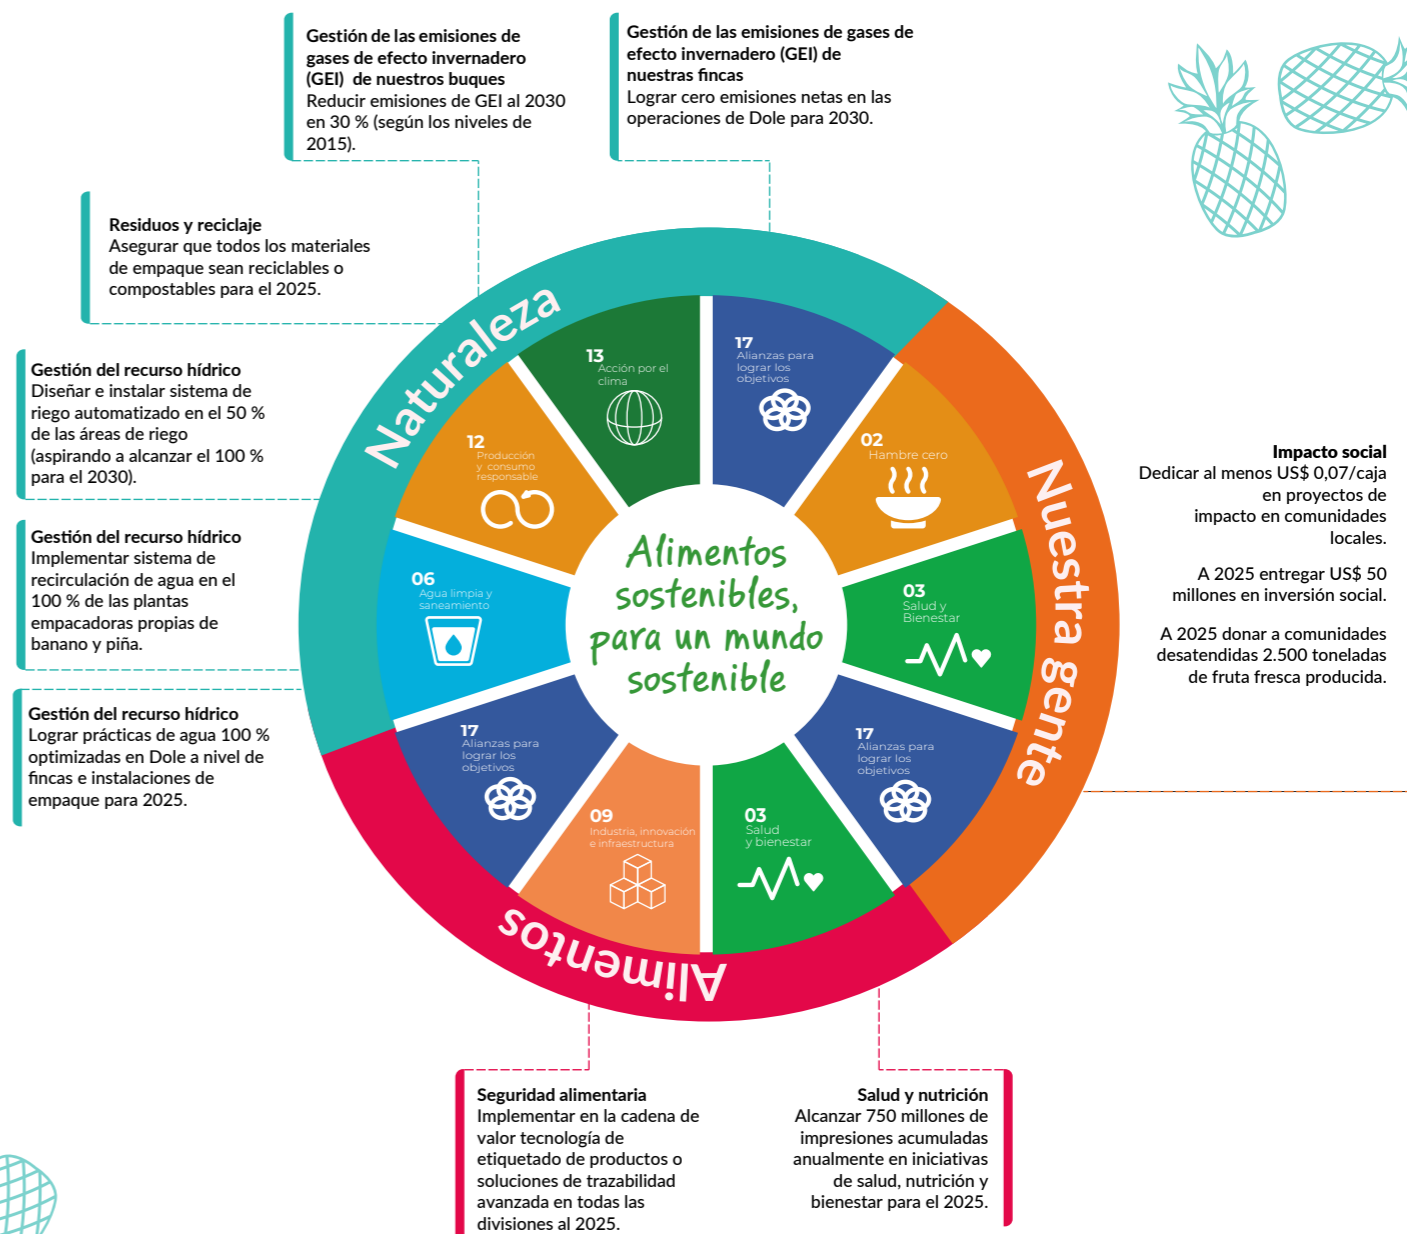 Gestión de las emisiones de
gases de efecto invernadero
(GEI)  de nuestros buques
Reducir emisiones de GEI al 2030
en 30 % (según los niveles de
2015).
Gestión de las emisiones de gases de
efecto invernadero (GEI) de
nuestras fincas
Lograr cero emisiones netas en las
operaciones de Dole para 2030.
Residuos y reciclaje
Asegurar que todos los materiales
de empaque sean reciclables o
compostables para el 2025.
Gestión del recurso hídrico
Diseñar e instalar sistema de
riego automatizado en el 50 %
de las áreas de riego
(aspirando a alcanzar el 100 %
para el 2030).
Gestión del recurso hídrico
Implementar sistema de
recirculación de agua en el
100 % de las plantas
empacadoras propias de
banano y piña.
Gestión del recurso hídrico
Lograr prácticas de agua 100 %
optimizadas en Dole a nivel de
fincas e instalaciones de
empaque para 2025.
Naturaleza
13
Acción por el
clima
17
Alianzas para
lograr los
objetivos
12
Producción
y consumo
responsable
02
Hambre cero
06
Agua limpia y
saneamiento
03
Salud y
Bienestar
Alimentos
sostenibles,
para un mundo
sostenible
17
Alianzas para
lograr los
objetivos
17
Alianzas para
lograr los
objetivos
09
Industria, innovación
e infraestructura
03
Salud
y bienestar
Nuestra gente
Alimentos
Impacto social
Dedicar al menos US$ 0,07/caja
en proyectos de
impacto en comunidades
locales.
A 2025 entregar US$ 50
millones en inversión social.
A 2025 donar a comunidades
desatendidas 2.500 toneladas
de fruta fresca producida.
Seguridad alimentaria
Implementar en la cadena de
valor tecnología de
etiquetado de productos o
soluciones de trazabilidad
avanzada en todas las
divisiones al 2025.
Salud y nutrición
Alcanzar 750 millones de
impresiones acumuladas
anualmente en iniciativas
de salud, nutrición y
bienestar para el 2025.